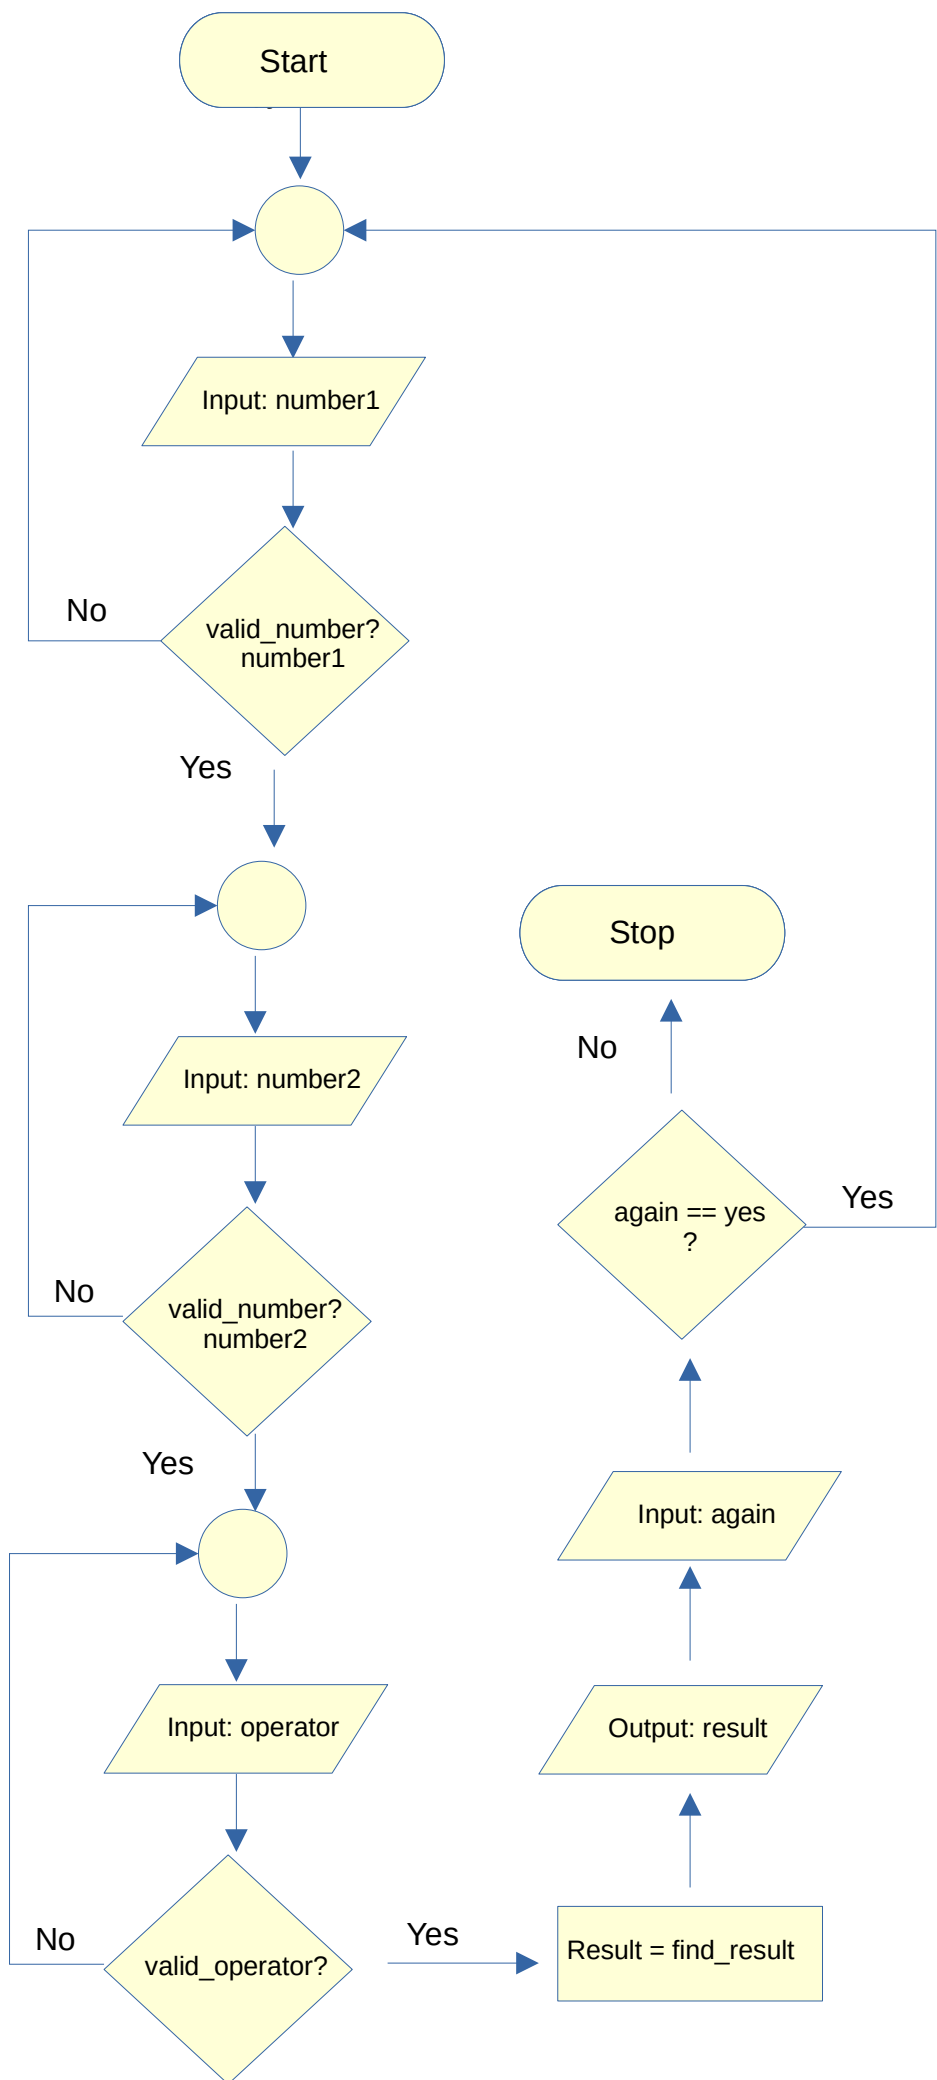 Start
Input: number1
No
valid_number?
number1
Yes
Input: number2
No
valid_number?
number2
Yes
Input: operator
No
valid_operator?
Yes
Result = find_result
Output: result
Input: again
again == yes
?
Yes
No
Stop